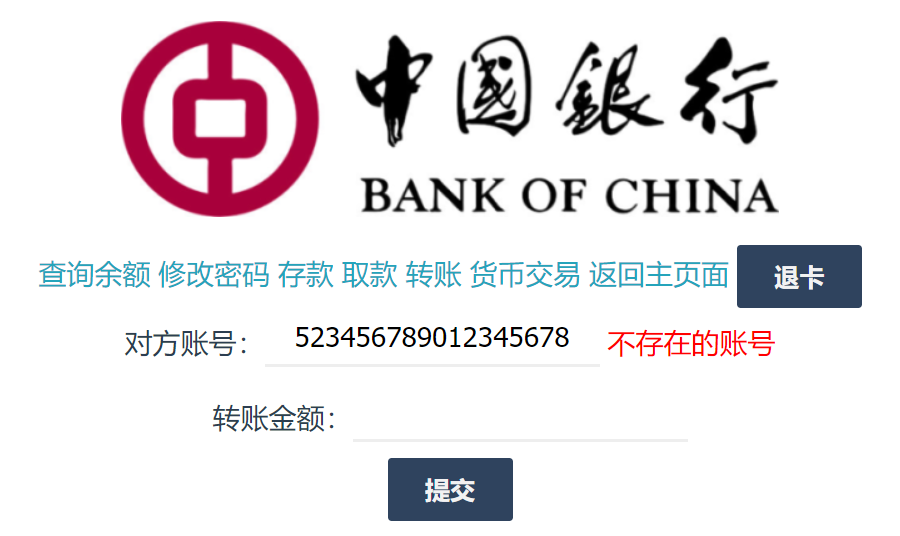 中國銀行
BANK OF CHINA
查询余额 修改密码 存款 取款 转账 货币交易 返回主页面 退卡
对方账号： 523456789012345678 不存在的账号
转账金额：
提交